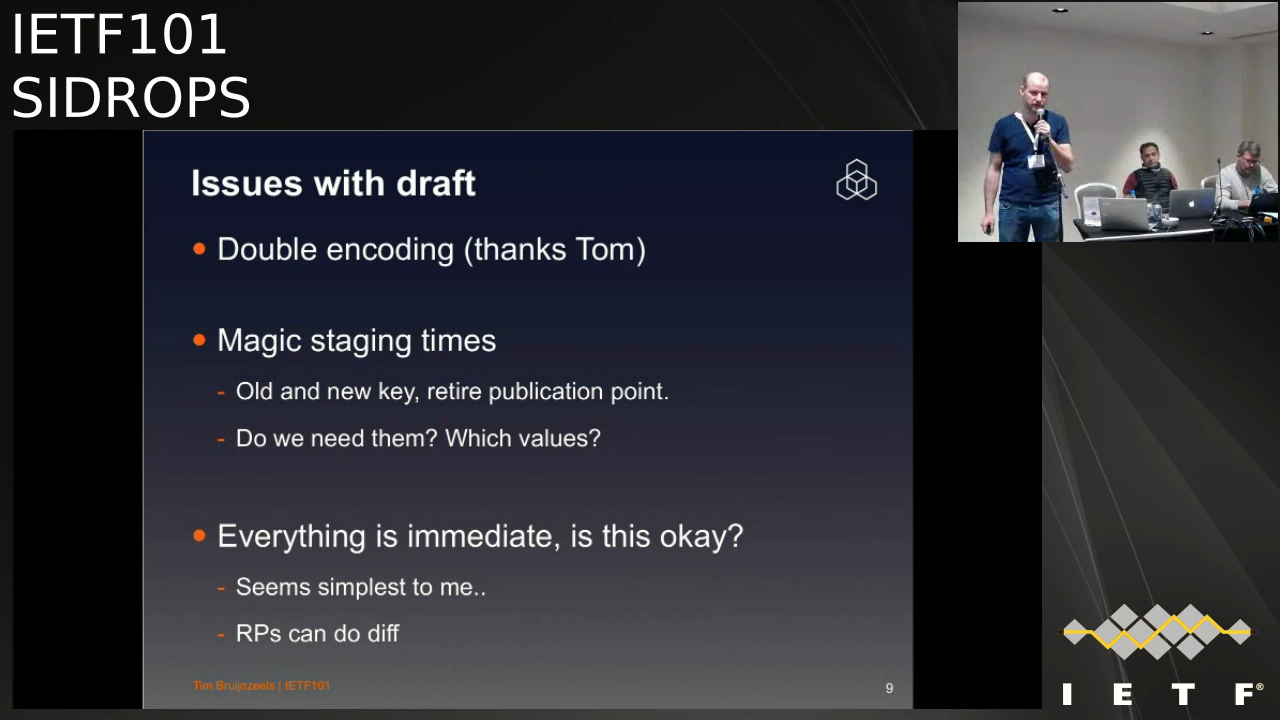 IETF101
SIDROPS
Issues with draft
Double encoding (thanks Tom)
Magic staging times
- Old and new key, retire publication point.
- Do we need them? Which values?
Everything is immediate, is this okay?
- Seems simplest to me..
- RPs can do diff
Tim Bruijnzeels | IETF101
9
I E T F®